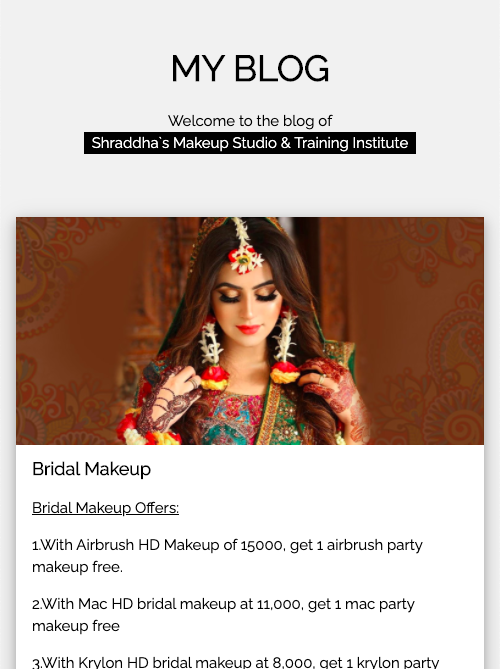 MY BLOG
Welcome to the blog of
Shraddha`s Makeup Studio & Training Institute
Bridal Makeup
Bridal Makeup Offers:
1.With Airbrush HD Makeup of 15000, get 1 airbrush party
makeup free.
2.With Mac HD bridal makeup at 11,000, get 1 mac party
makeup free
3.With Krylon HD bridal makeup at 8,000, get 1 krylon party